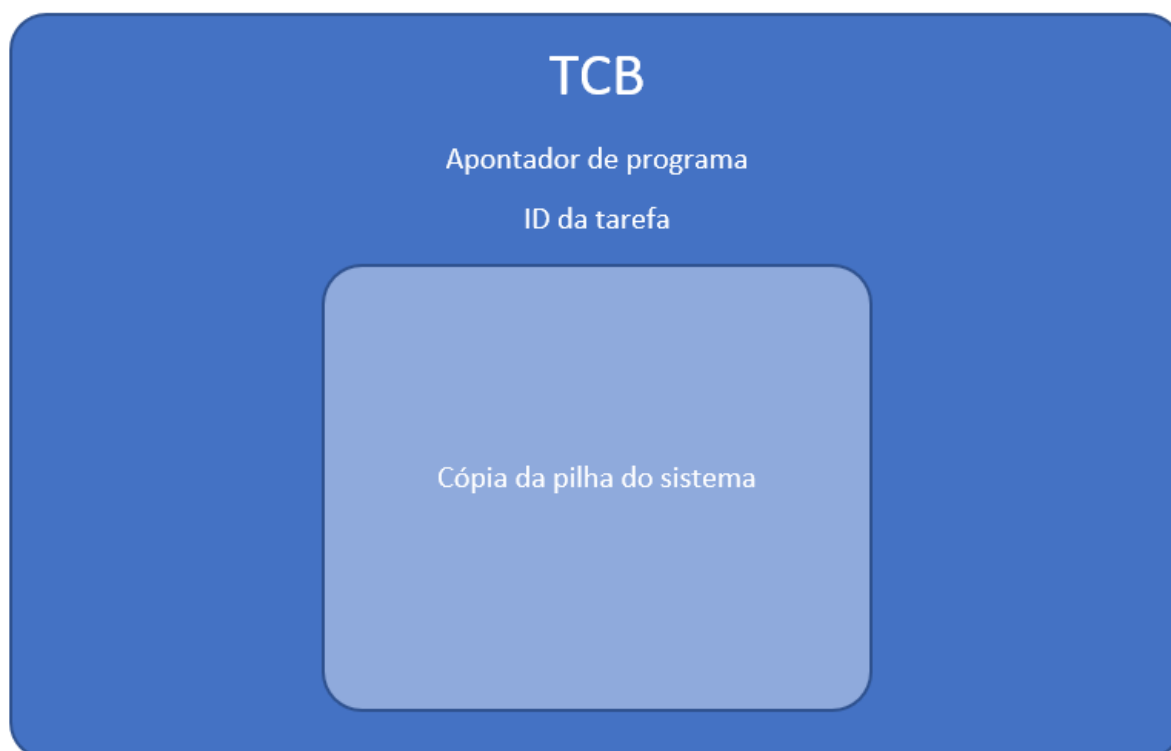 TCB
Apontador de programa
ID da tarefa
Cópia da pilha do sistema